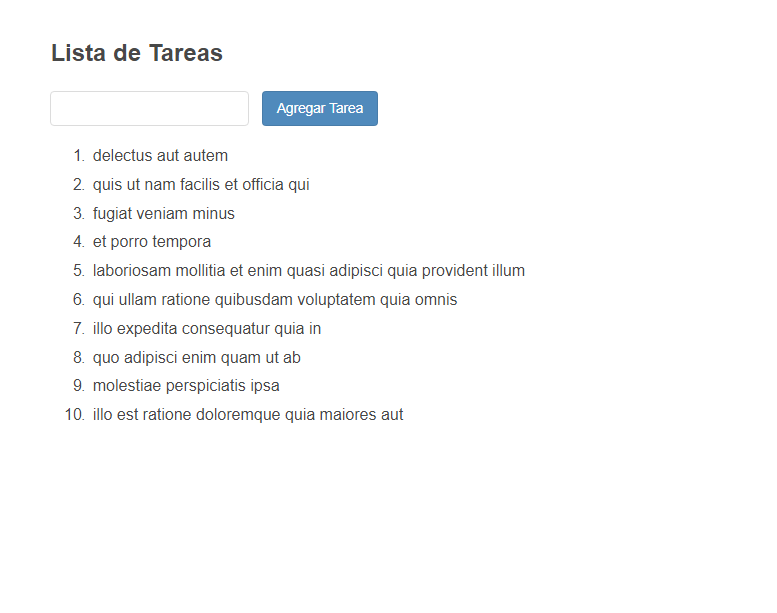 Lista de Tareas
Agregar Tarea
1. delectus aut autem
2. quis ut nam facilis et officia qui
3. fugiat veniam minus
4. et porro tempora
5. laboriosam mollitia et enim quasi adipisci quia provident illum
6. qui ullam ratione quibusdam voluptatem quia omnis
7. illo expedita consequatur quia in
8. quo adipisci enim quam ut ab
9. molestiae perspiciatis ipsa
10. illo est ratione doloremque quia maiores aut